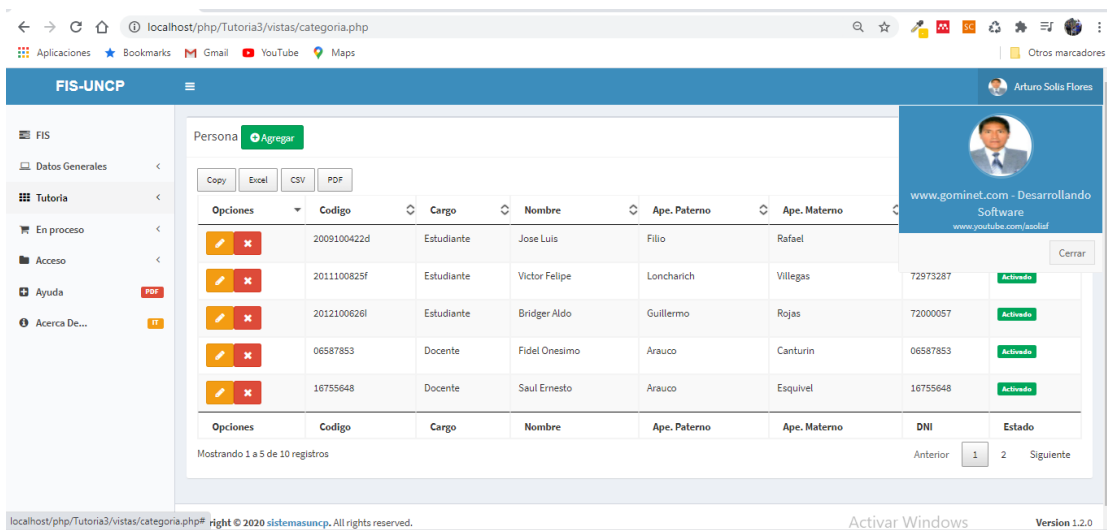 localhost/php/Tutoria3/vistas/categoria.php
Aplicaciones Bookmarks Gmail YouTube Maps Otros marcadores
FIS-UNCP Arturo Solis Flores
FIS
Datos Generales
Tutoria
En proceso
Acceso
Ayuda PDF
Acerca De... IT
Persona Agregar
Copy Excel CSV PDF
www.gominet.com - Desarrollando
Software
www.youtube.com/asolisf
Cerrar
Opciones Codigo Cargo Nombre Ape. Paterno Ape. Materno
2009100422d Estudiante Jose Luis Filio Rafael
2011100825f Estudiante Victor Felipe Loncharich Villegas 72973287 Activado
2012100626l Estudiante Bridger Aldo Guillermo Rojas 72000057 Activado
06587853 Docente Fidel Onesimo Arauco Canturin 06587853 Activado
16755648 Docente Saul Ernesto Arauco Esquivel 16755648 Activado
Opciones Codigo Cargo Nombre Ape. Paterno Ape. Materno DNI Estado
Mostrando 1 a 5 de 10 registros Anterior 1 2 Siguiente
localhost/php/Tutoria3/vistas/categoria.php# right © 2020 sistemasuncp. All rights reserved. Activar Windows Version 1.2.0